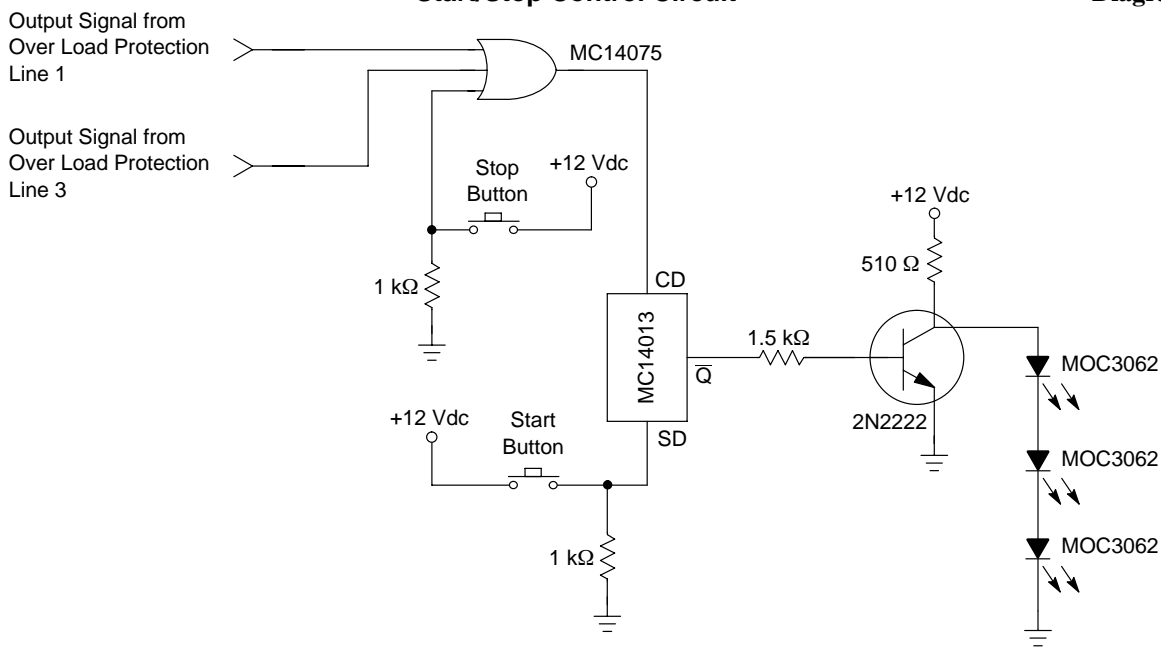 Output Signal from
Over Load Protection
Line 1
MC14075
Output Signal from
Over Load Protection
Line 3
Stop
Button
+12 Vdc
1 kΩ
CD
MC14013
Q̅
SD
+12 Vdc
Start
Button
1 kΩ
1.5 kΩ
+12 Vdc
510 Ω
2N2222
MOC3062
MOC3062
MOC3062